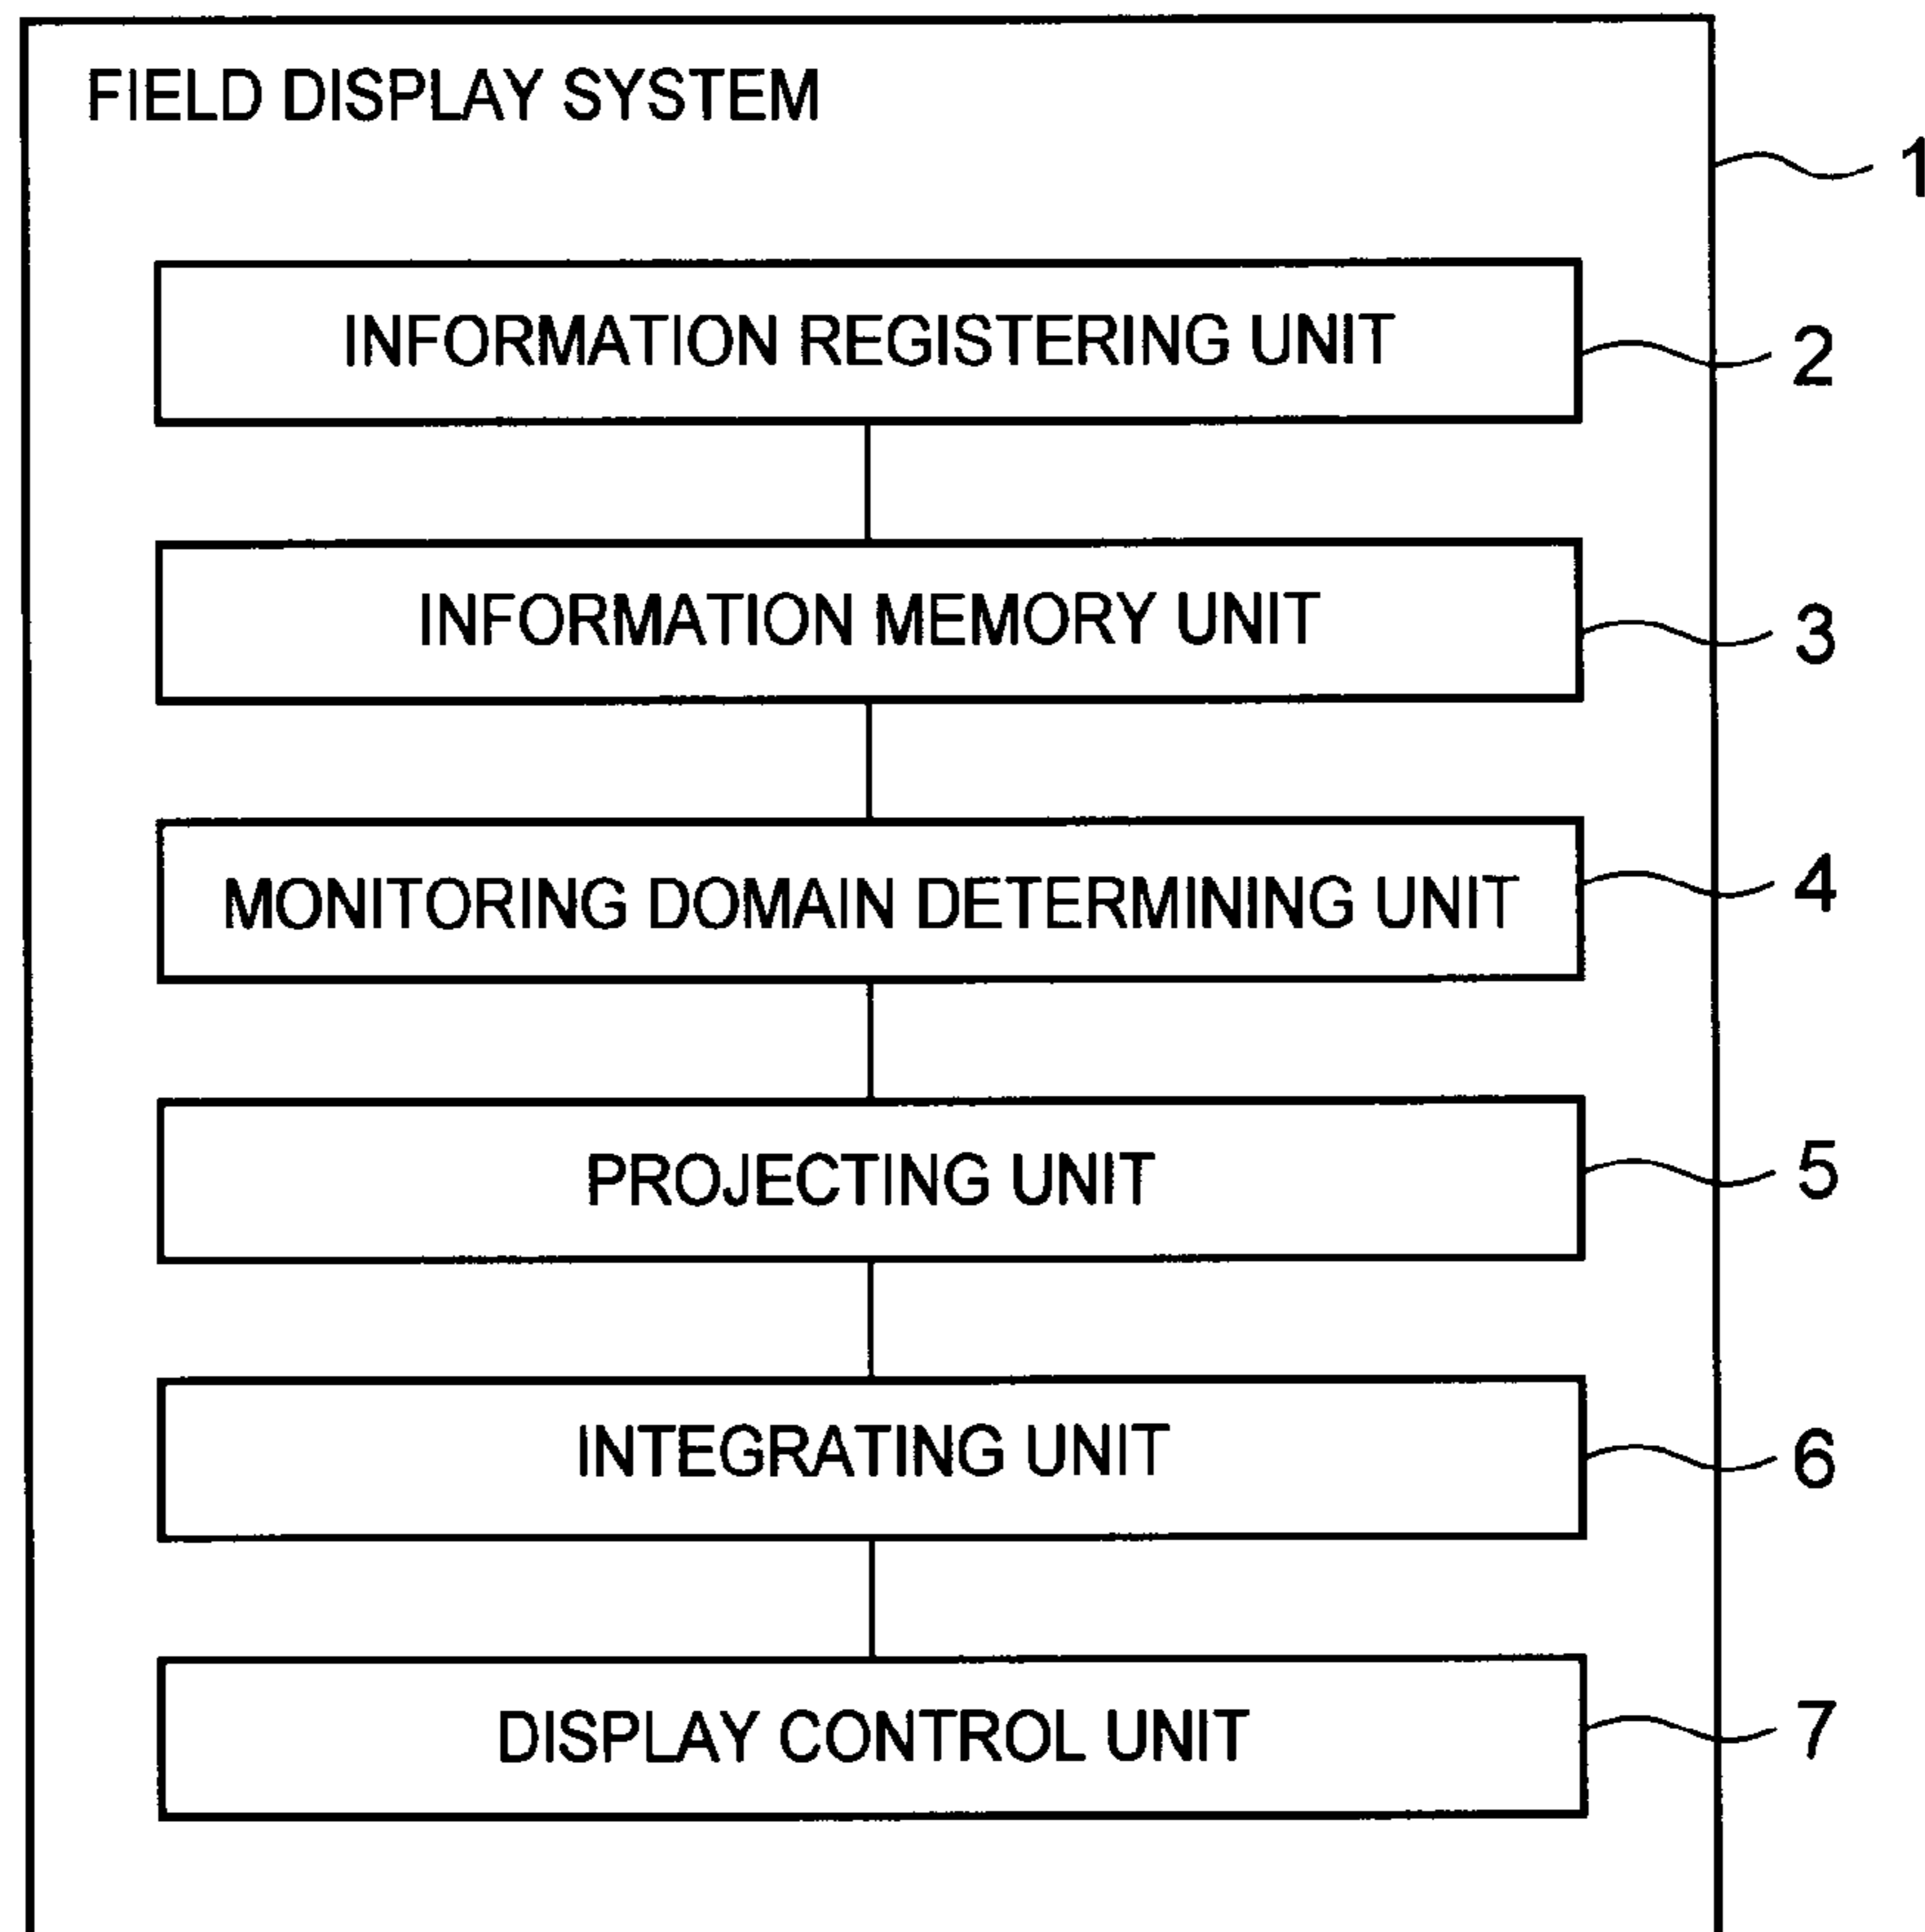 FIELD DISPLAY SYSTEM
1
INFORMATION REGISTERING UNIT
2
INFORMATION MEMORY UNIT
3
MONITORING DOMAIN DETERMINING UNIT
4
PROJECTING UNIT
5
INTEGRATING UNIT
6
DISPLAY CONTROL UNIT
7